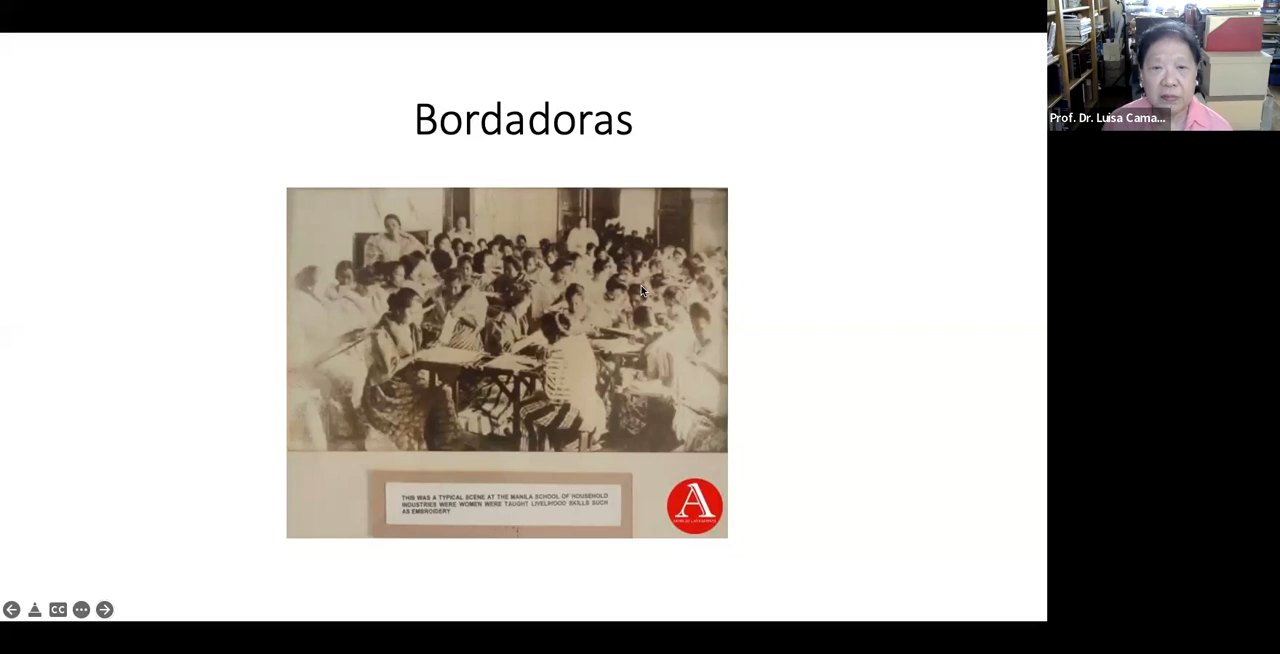 Bordadoras
Prof. Dr. Luisa Cama...
THIS WAS A TYPICAL SCENE AT THE MANILA SCHOOL OF HOUSEHOLD
INDUSTRIES WERE WOMEN WERE TAUGHT LIVELIHOOD SKILLS SUCH
AS EMBROIDERY
A
CC